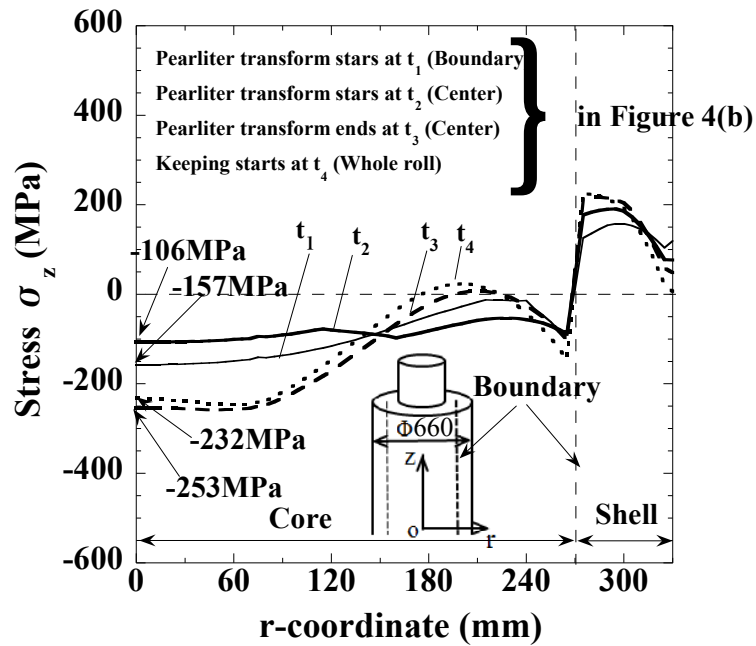 600
400
200
0
-200
-400
-600
Stress σz (MPa)
Pearliter transform stars at t1 (Boundary)
Pearliter transform stars at t2 (Center)
Pearliter transform ends at t3 (Center)
Keeping starts at t4 (Whole roll)
in Figure 4(b)
-106MPa
-157MPa
t1
t2
t3
t4
-232MPa
-253MPa
Boundary
Φ660
z
o
r
Core
Shell
0 60 120 180 240 300
r-coordinate (mm)